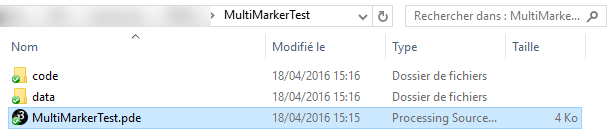 MultiMarkerTest Rechercher dans : MultiMarke...
Nom Modifié le Type Taille
code 18/04/2016 15:16 Dossier de fichiers
data 18/04/2016 15:16 Dossier de fichiers
MultiMarkerTest.pde 18/04/2016 15:15 Processing Source... 4 Ko